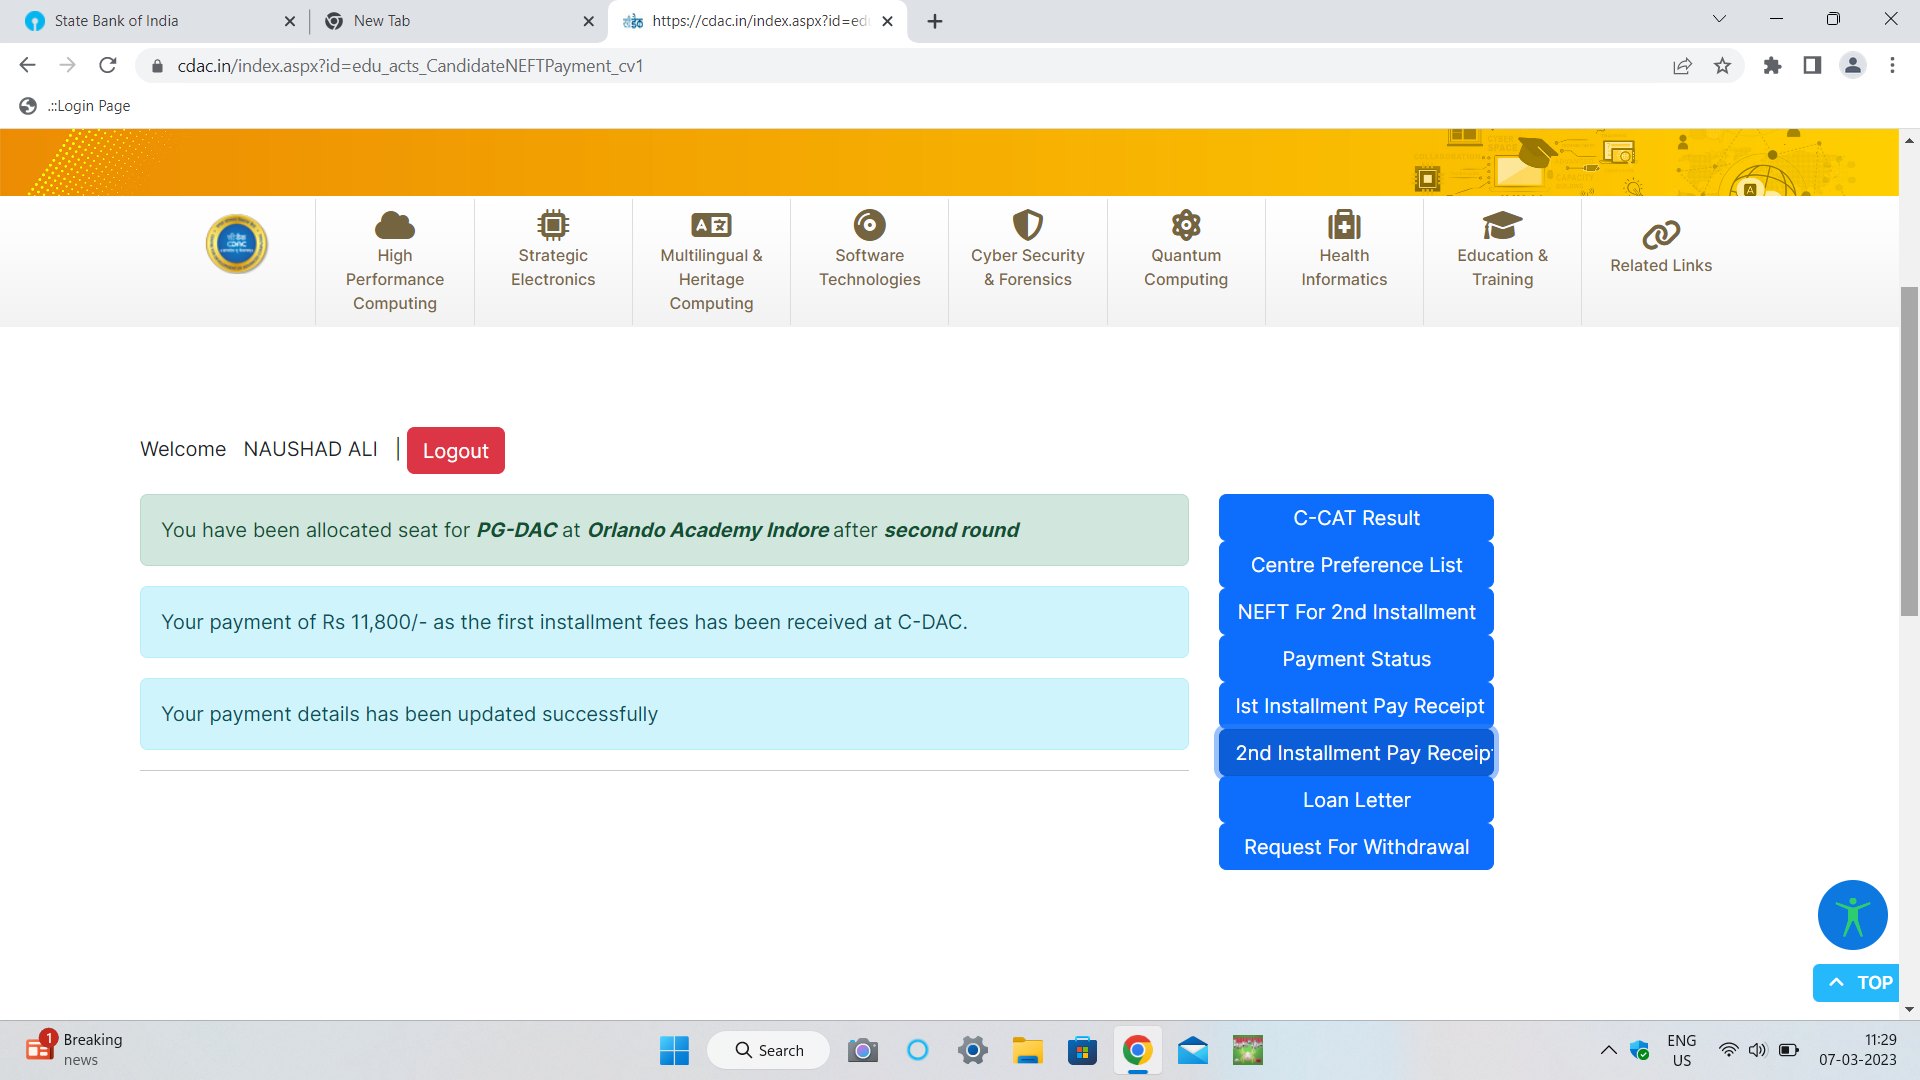 State Bank of India
New Tab
https://cdac.in/index.aspx?id=edu
cdac.in/index.aspx?id=edu_acts_CandidateNEFTPayment_cv1
.::Login Page
High Performance Computing
Strategic Electronics
Multilingual & Heritage Computing
Software Technologies
Cyber Security & Forensics
Quantum Computing
Health Informatics
Education & Training
Related Links
Welcome NAUSHAD ALI | Logout
You have been allocated seat for PG-DAC at Orlando Academy Indore after second round
Your payment of Rs 11,800/- as the first installment fees has been received at C-DAC.
Your payment details has been updated successfully
C-CAT Result
Centre Preference List
NEFT For 2nd Installment
Payment Status
Ist Installment Pay Receipt
2nd Installment Pay Receipt
Loan Letter
Request For Withdrawal
TOP
1
Breaking
news
Search
ENG
US
11:29
07-03-2023